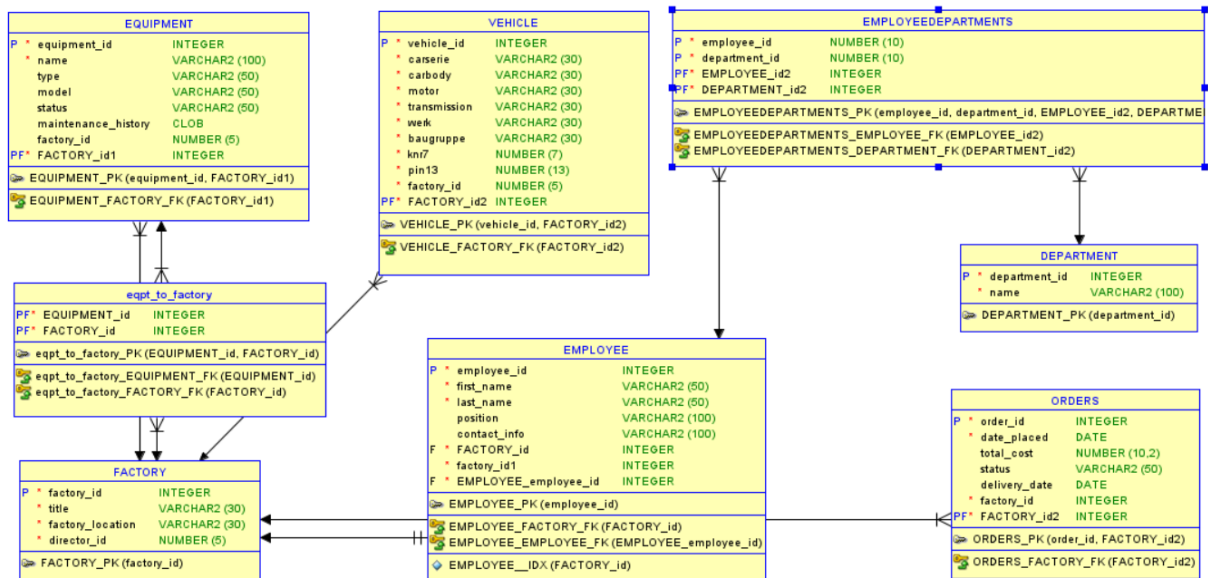 EQUIPMENT
P * equipment_id INTEGER
* name VARCHAR2 (100)
type VARCHAR2 (50)
model VARCHAR2 (50)
status VARCHAR2 (50)
maintenance_history CLOB
factory_id NUMBER (5)
PF* FACTORY_id1 INTEGER
EQUIPMENT_PK (equipment_id, FACTORY_id1)
EQUIPMENT_FACTORY_FK (FACTORY_id1)
VEHICLE
P * vehicle_id INTEGER
* carserie VARCHAR2 (30)
* carbody VARCHAR2 (30)
* motor VARCHAR2 (30)
* transmission VARCHAR2 (30)
* werk VARCHAR2 (30)
* baugruppe VARCHAR2 (30)
* knr7 NUMBER (7)
* pin13 NUMBER (13)
* factory_id NUMBER (5)
PF* FACTORY_id2 INTEGER
VEHICLE_PK (vehicle_id, FACTORY_id2)
VEHICLE_FACTORY_FK (FACTORY_id2)
EMPLOYEEDEPARTMENTS
P * employee_id NUMBER (10)
P * department_id NUMBER (10)
PF* EMPLOYEE_id2 INTEGER
PF* DEPARTMENT_id2 INTEGER
EMPLOYEEDEPARTMENTS_PK (employee_id, department_id, EMPLOYEE_id2, DEPARTME
EMPLOYEEDEPARTMENTS_EMPLOYEE_FK (EMPLOYEE_id2)
EMPLOYEEDEPARTMENTS_DEPARTMENT_FK (DEPARTMENT_id2)
DEPARTMENT
P * department_id INTEGER
* name VARCHAR2 (100)
DEPARTMENT_PK (department_id)
eqpt_to_factory
PF* EQUIPMENT_id INTEGER
PF* FACTORY_id INTEGER
eqpt_to_factory_PK (EQUIPMENT_id, FACTORY_id)
eqpt_to_factory_EQUIPMENT_FK (EQUIPMENT_id)
eqpt_to_factory_FACTORY_FK (FACTORY_id)
EMPLOYEE
P * employee_id INTEGER
* first_name VARCHAR2 (50)
* last_name VARCHAR2 (50)
position VARCHAR2 (100)
contact_info VARCHAR2 (100)
F * FACTORY_id INTEGER
* factory_id1 INTEGER
F * EMPLOYEE_employee_id INTEGER
EMPLOYEE_PK (employee_id)
EMPLOYEE_FACTORY_FK (FACTORY_id)
EMPLOYEE_EMPLOYEE_FK (EMPLOYEE_employee_id)
EMPLOYEE__IDX (FACTORY_id)
ORDERS
P * order_id INTEGER
* date_placed DATE
total_cost NUMBER (10,2)
status VARCHAR2 (50)
delivery_date DATE
* factory_id INTEGER
PF* FACTORY_id2 INTEGER
ORDERS_PK (order_id, FACTORY_id2)
ORDERS_FACTORY_FK (FACTORY_id2)
FACTORY
P * factory_id INTEGER
* title VARCHAR2 (30)
* factory_location VARCHAR2 (30)
* director_id NUMBER (5)
FACTORY_PK (factory_id)